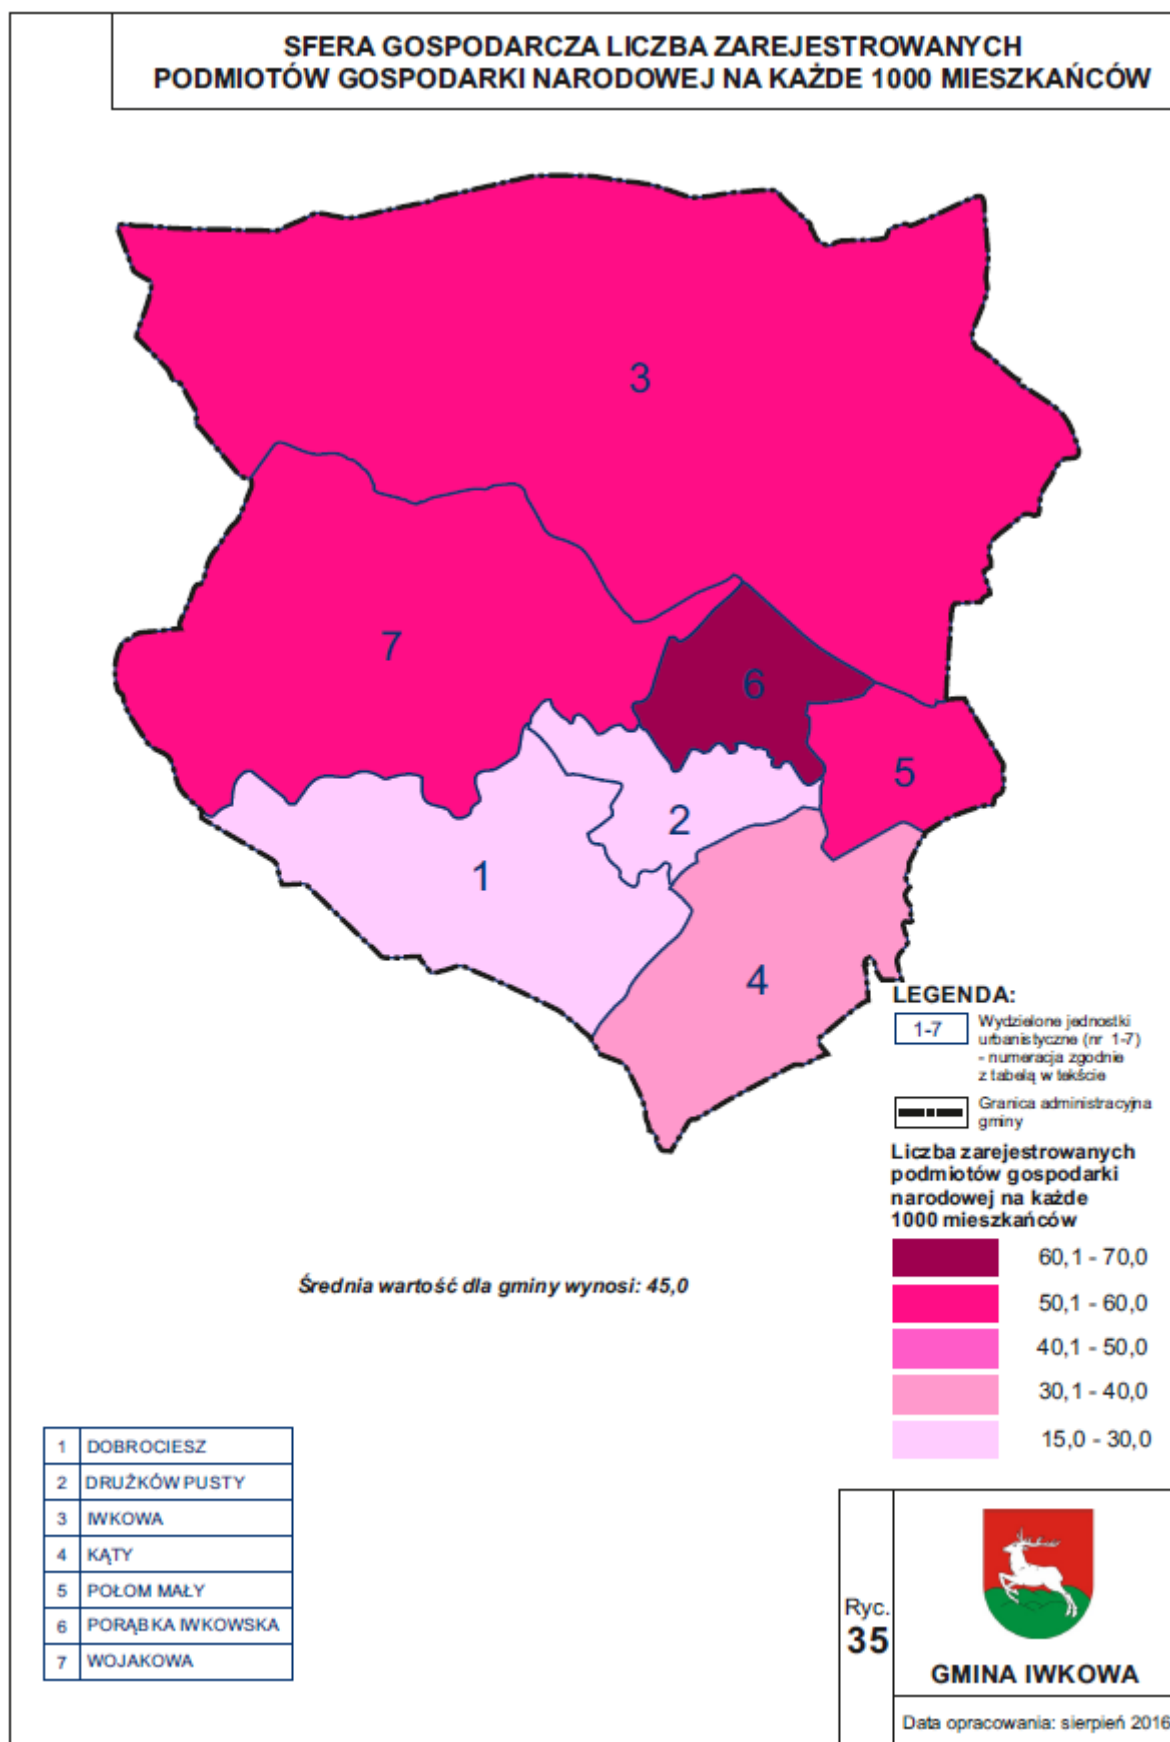 SFERA GOSPODARCZA LICZBA ZAREJESTROWANYCH
PODMIOTÓW GOSPODARKI NARODOWEJ NA KAŻDE 1000 MIESZKAŃCÓW
3
7
6
5
2
1
4
LEGENDA:
1-7
Wydzielone jednostki
urbanistyczne (nr 1-7)
- numeracja zgodnie
z tabelą w tekście
Granica administracyjna
gminy
Liczba zarejestrowanych
podmiotów gospodarki
narodowej na każde
1000 mieszkańców
60,1 - 70,0
50,1 - 60,0
40,1 - 50,0
30,1 - 40,0
15,0 - 30,0
Średnia wartość dla gminy wynosi: 45,0
1 DOBROCIESZ
2 DRUŻKÓW PUSTY
3 IWKOWA
4 KĄTY
5 POŁOM MAŁY
6 PORĄBKA IWKOWSKA
7 WOJAKOWA
Ryc.
35
GMINA IWKOWA
Data opracowania: sierpień 2016